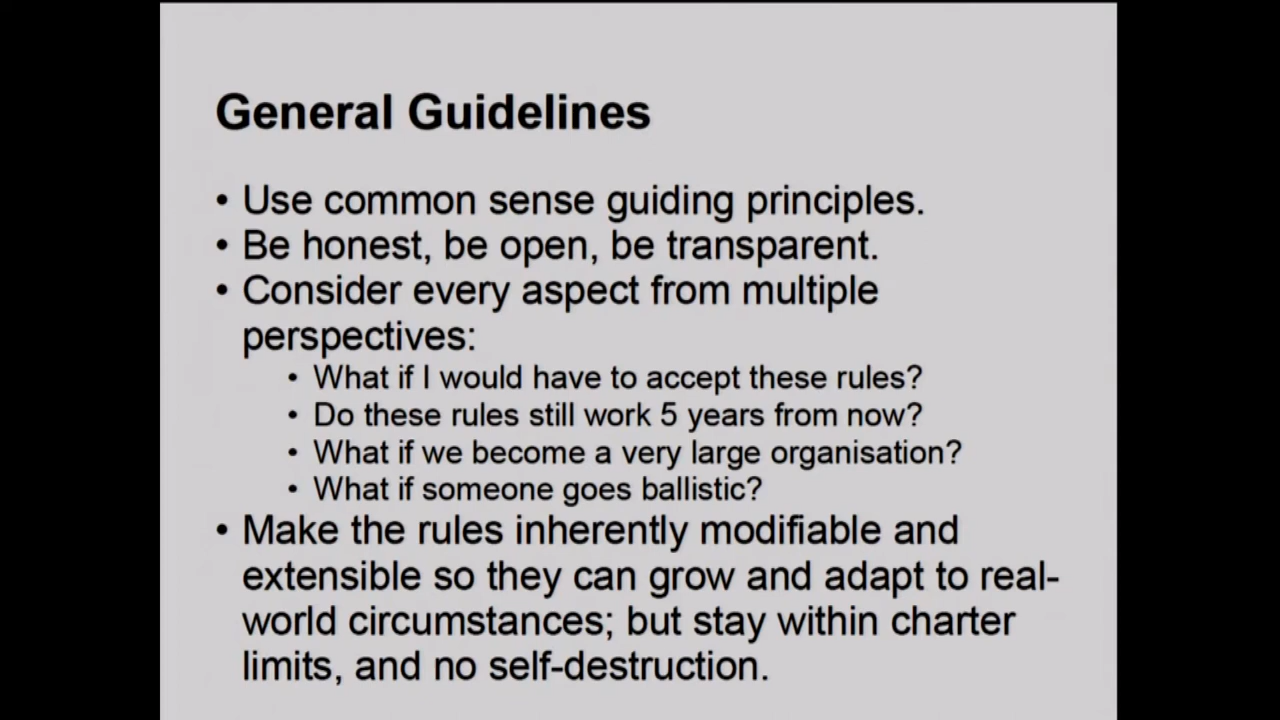 General Guidelines
• Use common sense guiding principles.
• Be honest, be open, be transparent.
• Consider every aspect from multiple
perspectives:
• What if I would have to accept these rules?
• Do these rules still work 5 years from now?
• What if we become a very large organisation?
• What if someone goes ballistic?
• Make the rules inherently modifiable and
extensible so they can grow and adapt to real-
world circumstances; but stay within charter
limits, and no self-destruction.